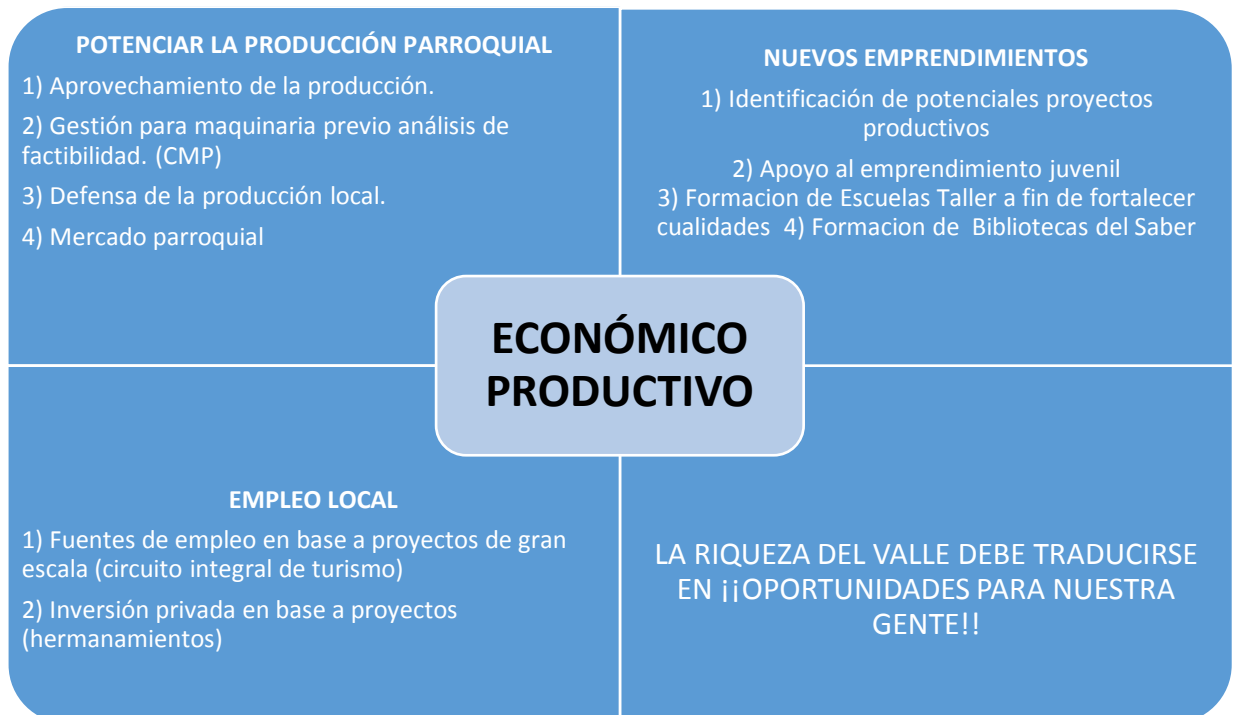 POTENCIAR LA PRODUCCIÓN PARROQUIAL
1) Aprovechamiento de la producción.
2) Gestión para maquinaria previo análisis de
factibilidad. (CMP)
3) Defensa de la producción local.
4) Mercado parroquial
NUEVOS EMPRENDIMIENTOS
1) Identificación de potenciales proyectos
productivos
2) Apoyo al emprendimiento juvenil
3) Formacion de Escuelas Taller a fin de fortalecer
cualidades 4) Formacion de Bibliotecas del Saber
ECONÓMICO
PRODUCTIVO
EMPLEO LOCAL
1) Fuentes de empleo en base a proyectos de gran
escala (circuito integral de turismo)
2) Inversión privada en base a proyectos
(hermanamientos)
LA RIQUEZA DEL VALLE DEBE TRADUCIRSE
EN ¡¡OPORTUNIDADES PARA NUESTRA
GENTE!!